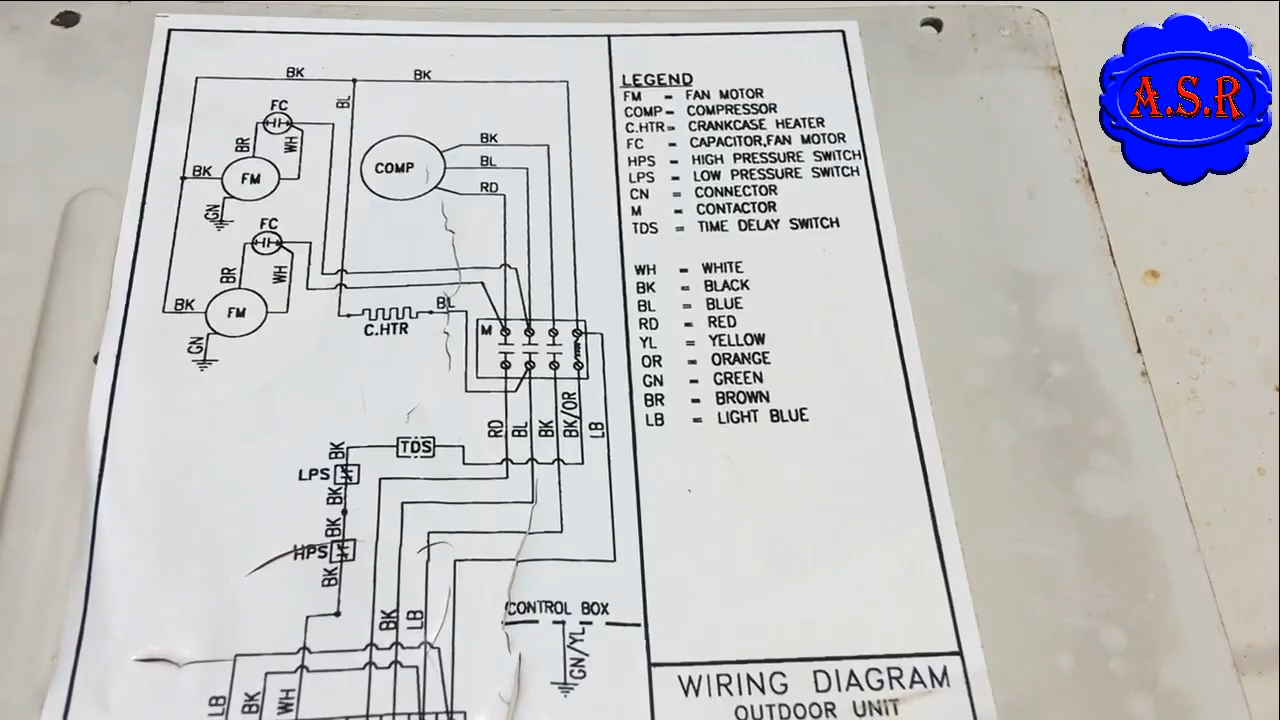 A.S.R
LEGEND
FM = FAN MOTOR
COMP= COMPRESSOR
C.HTR= CRANKCASE HEATER
FC = CAPACITOR,FAN MOTOR
HPS = HIGH PRESSURE SWITCH
LPS = LOW PRESSURE SWITCH
CN = CONNECTOR
M = CONTACTOR
TDS = TIME DELAY SWITCH
WH = WHITE
BK = BLACK
BL = BLUE
RD = RED
YL = YELLOW
OR = ORANGE
GN = GREEN
BR = BROWN
LB = LIGHT BLUE
BK
BK
BL
FC
BR
WH
BK
FM
GN
COMP
BK
BL
RD
FC
BR
WH
BK
FM
GN
C.HTR
BL
M
RD
BL
BK
BK/OR
LB
BK
TDS
LPS
BK
BK
HPS
BK
BK
LB
CONTROL BOX
GN/YL
LB
BK
WH
WIRING DIAGRAM
OUTDOOR UNIT